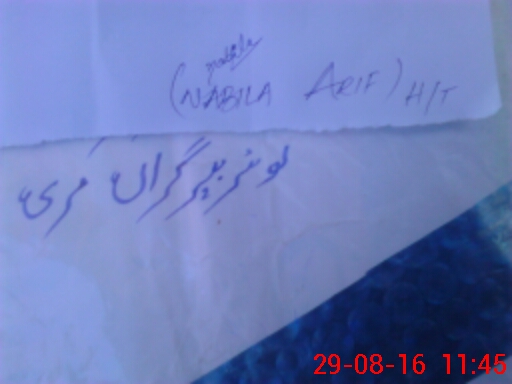 (NABILA ARIF) H/T
لوئر بیرگراں مری
29-08-16 11:45